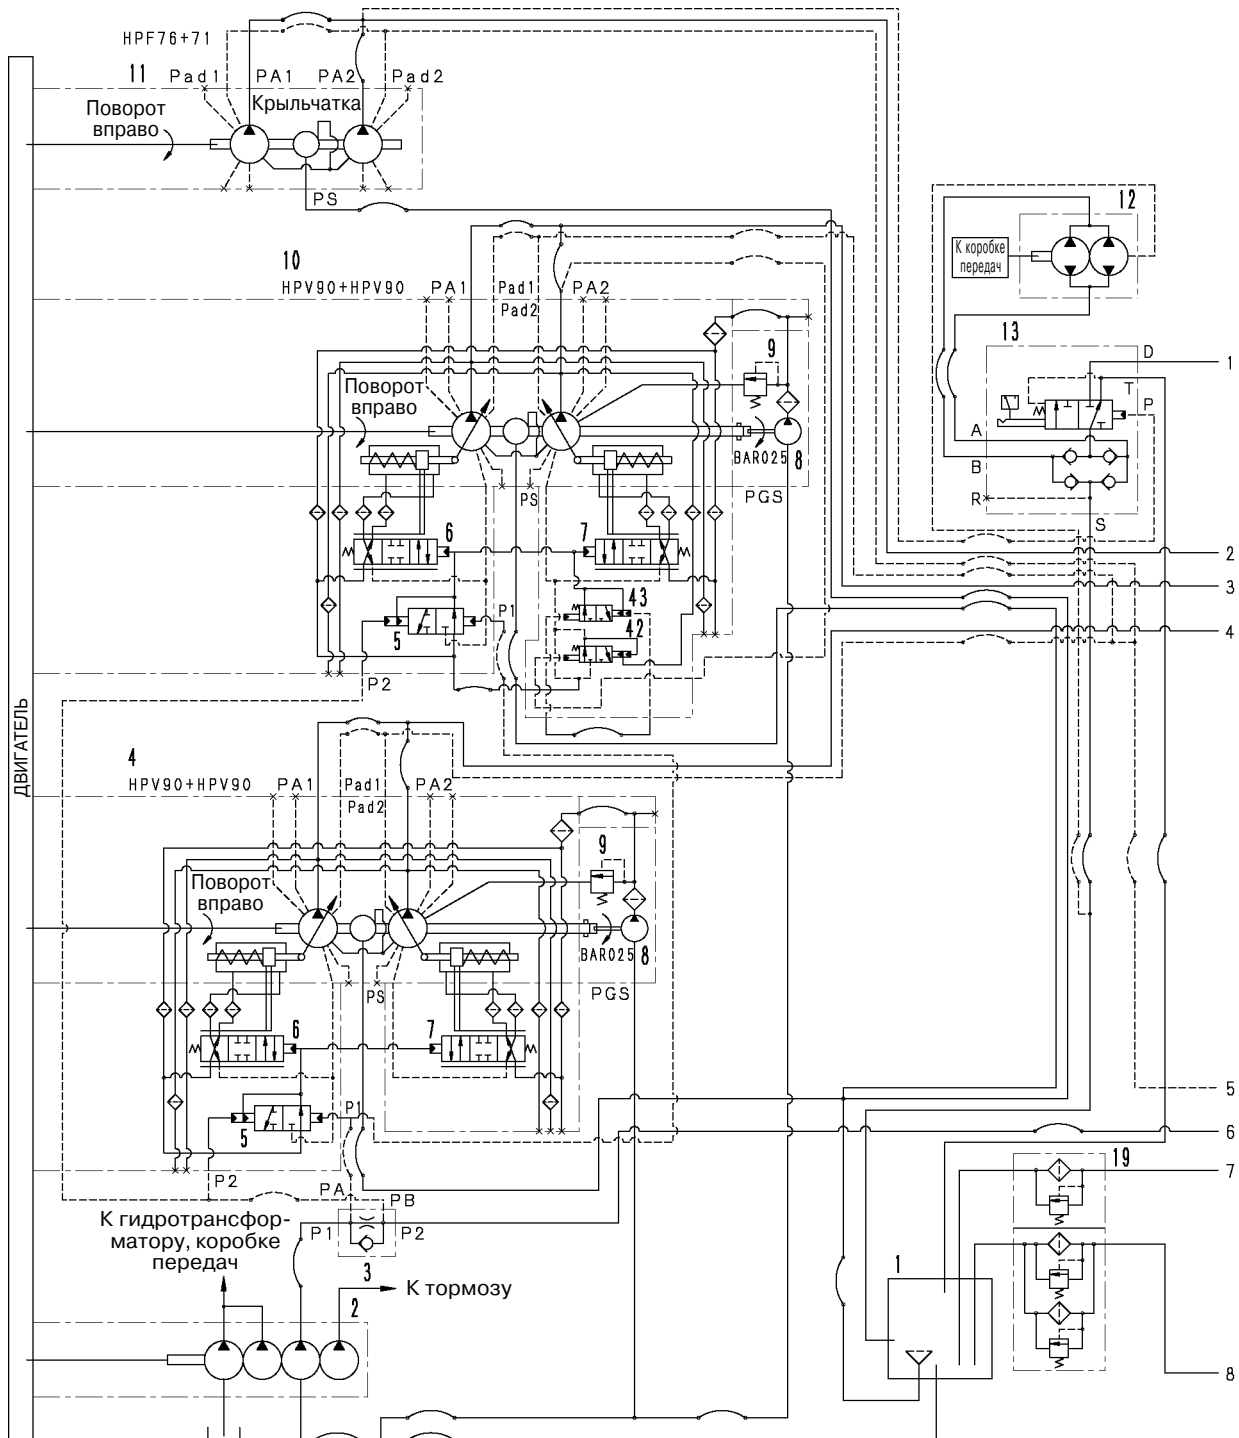 HPF76+71
11 Pad1 PA1 PA2 Pad2
Крыльчатка
Поворот
вправо
PS
12
К коробке
передач
10
HPV90+HPV90 PA1 Pad1 PA2
Pad2
13
D
1
9
T
P
Поворот
вправо
A
B
BAR025 8
R
PS
PGS
S
6
7
2
3
43
P1
5
42
4
P2
ДВИГАТЕЛЬ
4
HPV90+HPV90 PA1 Pad1 PA2
Pad2
9
Поворот
вправо
BAR025 8
PS
PGS
6
7
5
P1
5
6
19
P2
PA
PB
7
К гидротрансфор-
матору, коробке
передач
P1
P2
3
К тормозу
2
1
8